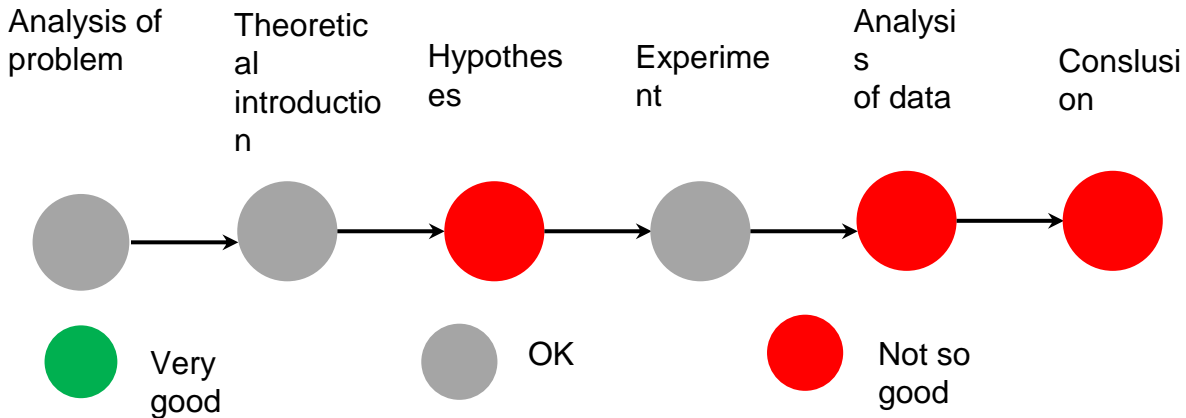 Analysis of
problem
Theoretic
al
introductio
n
Hypothes
es
Experime
nt
Analysi
s
of data
Conslusi
on
Very
good
OK
Not so
good